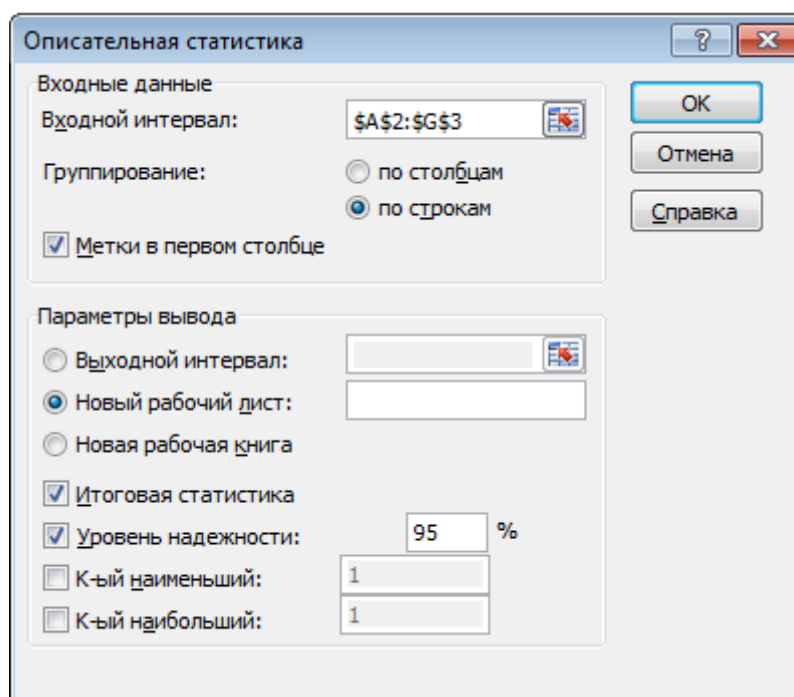 Описательная статистика
Входные данные
Входной интервал: $A$2:$G$3
Группирование: по столбцам
по строкам
Метки в первом столбце
OK
Отмена
Справка
Параметры вывода
Выходной интервал:
Новый рабочий лист:
Новая рабочая книга
Итоговая статистика
Уровень надежности: 95 %
К-ый наименьший: 1
К-ый наибольший: 1